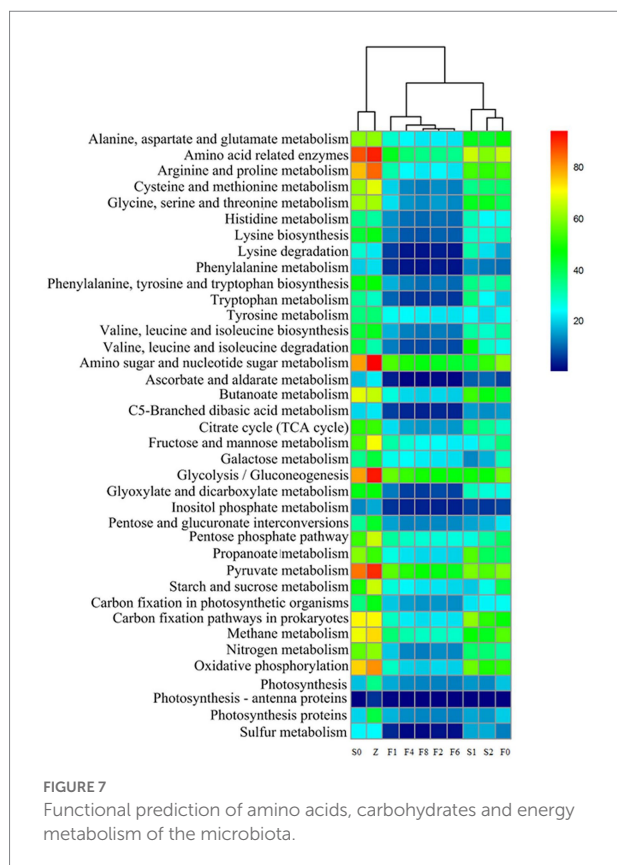 Alanine, aspartate and glutamate metabolism
Amino acid related enzymes
Arginine and proline metabolism
Cysteine and methionine metabolism
Glycine, serine and threonine metabolism
Histidine metabolism
Lysine biosynthesis
Lysine degradation
Phenylalanine metabolism
Phenylalanine, tyrosine and tryptophan biosynthesis
Tryptophan metabolism
Tyrosine metabolism
Valine, leucine and isoleucine biosynthesis
Valine, leucine and isoleucine degradation
Amino sugar and nucleotide sugar metabolism
Ascorbate and aldarate metabolism
Butanoate metabolism
C5-Branched dibasic acid metabolism
Citrate cycle (TCA cycle)
Fructose and mannose metabolism
Galactose metabolism
Glycolysis / Gluconeogenesis
Glyoxylate and dicarboxylate metabolism
Inositol phosphate metabolism
Pentose and glucuronate interconversions
Pentose phosphate pathway
Propanoate metabolism
Pyruvate metabolism
Starch and sucrose metabolism
Carbon fixation in photosynthetic organisms
Carbon fixation pathways in prokaryotes
Methane metabolism
Nitrogen metabolism
Oxidative phosphorylation
Photosynthesis
Photosynthesis - antenna proteins
Photosynthesis proteins
Sulfur metabolism
S0 Z F1 F4 F8 F2 F6 S1 S2 F0
80
60
40
20
FIGURE 7
Functional prediction of amino acids, carbohydrates and energy
metabolism of the microbiota.